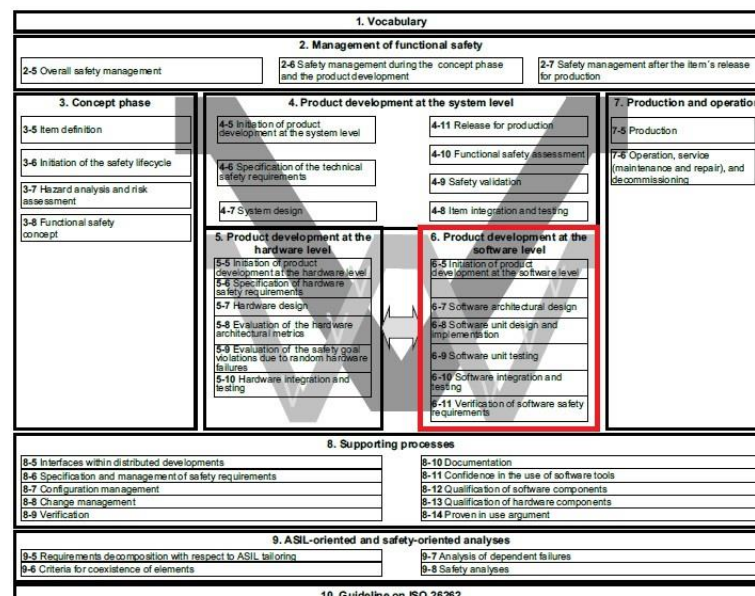 1. Vocabulary
2. Management of functional safety
2-5 Overall safety management
2-6 Safety management during the concept phase
and the product development
2-7 Safety management after the item´s release
for production
3. Concept phase
3-5 Item definition
3-6 Initiation of the safety lifecycle
3-7 Hazard analysis and risk
assessment
3-8 Functional safety
concept
4. Product development at the system level
4-5 Initiation of product
development at the system level
4-6 Specification of the technical
safety requirements
4-7 System design
4-11 Release for production
4-10 Functional safety assessment
4-9 Safety validation
4-8 Item integration and testing
7. Production and operation
7-5 Production
7-6 Operation, service
(maintenance and repair), and
decommissioning
5. Product development at the
hardware level
5-5 Initiation of product
development at the hardware level
5-6 Specification of hardware
safety requirements
5-7 Hardware design
5-8 Evaluation of the hardware
architectural metrics
5-9 Evaluation of the safety goal
violations due to random hardware
failures
5-10 Hardware integration and
testing
6. Product development at the
software level
6-5 Initiation of product
development at the software level
6-7 Software architectural design
6-8 Software unit design and
implementation
6-9 Software unit testing
6-10 Software integration and
testing
6-11 Verification of software safety
requirements
8. Supporting processes
8-5 Interfaces within distributed developments
8-6 Specification and management of safety requirements
8-7 Configuration management
8-8 Change management
8-9 Verification
8-10 Documentation
8-11 Confidence in the use of software tools
8-12 Qualification of software components
8-13 Qualification of hardware components
8-14 Proven in use argument
9. ASIL-oriented and safety-oriented analyses
9-5 Requirements decomposition with respect to ASIL tailoring
9-6 Criteria for coexistence of elements
9-7 Analysis of dependent failures
9-8 Safety analyses
10. Guideline on ISO 26262